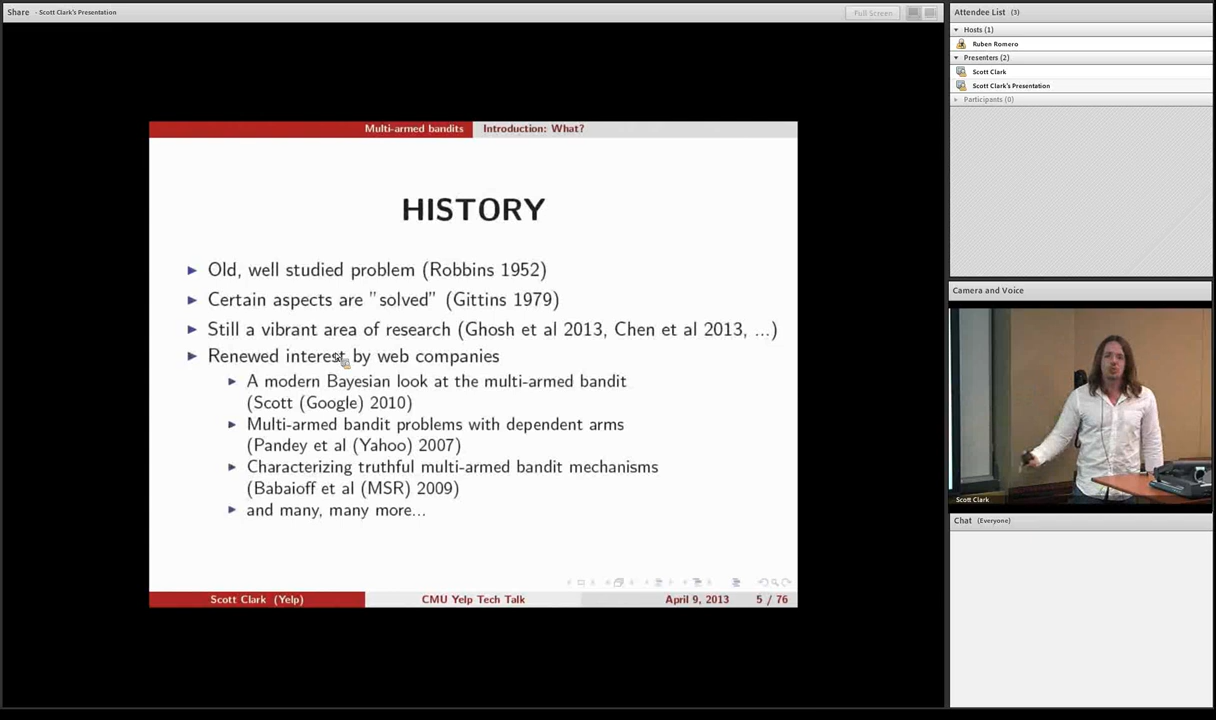 Share - Scott Clark's Presentation
Full Screen
Multi-armed bandits
Introduction: What?
HISTORY
Old, well studied problem (Robbins 1952)
Certain aspects are "solved" (Gittins 1979)
Still a vibrant area of research (Ghosh et al 2013, Chen et al 2013, ...)
Renewed interest by web companies
A modern Bayesian look at the multi-armed bandit
(Scott (Google) 2010)
Multi-armed bandit problems with dependent arms
(Pandey et al (Yahoo) 2007)
Characterizing truthful multi-armed bandit mechanisms
(Babaioff et al (MSR) 2009)
and many, many more...
Scott Clark (Yelp)
CMU Yelp Tech Talk
April 9, 2013
5 / 76
Attendee List (3)
Hosts (1)
Ruben Romero
Presenters (2)
Scott Clark
Scott Clark's Presentation
Participants (0)
Camera and Voice
Scott Clark
Chat (Everyone)